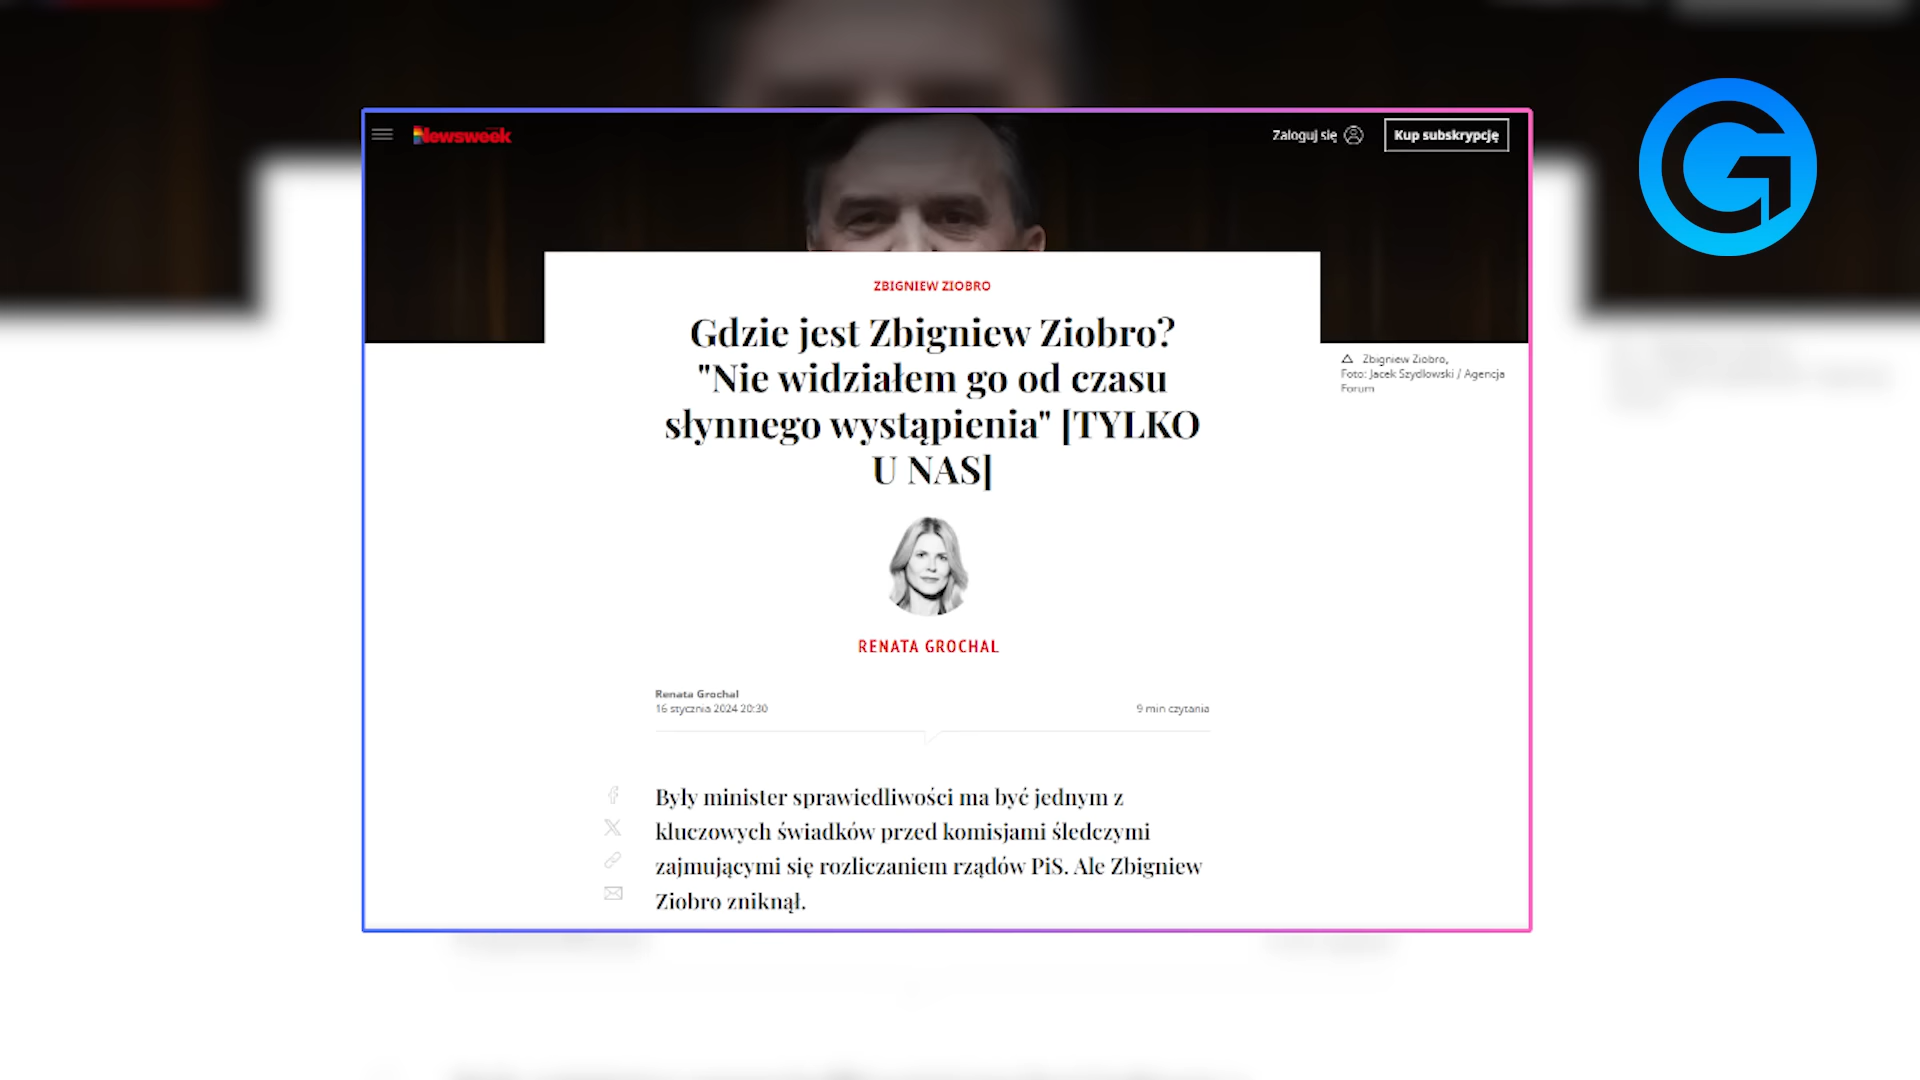 Newsweek
Zaloguj się
Kup subskrypcję
ZBIGNIEW ZIOBRO
Gdzie jest Zbigniew Ziobro?
"Nie widziałem go od czasu
słynnego wystąpienia" [TYLKO
U NAS]
Zbigniew Ziobro,
Foto: Jacek Szydłowski / Agencja
Forum
RENATA GROCHAL
Renata Grochal
16 stycznia 2024 20:30
9 min czytania
Były minister sprawiedliwości ma być jednym z
kluczowych świadków przed komisjami śledczymi
zajmującymi się rozliczaniem rządów PiS. Ale Zbigniew
Ziobro zniknął.